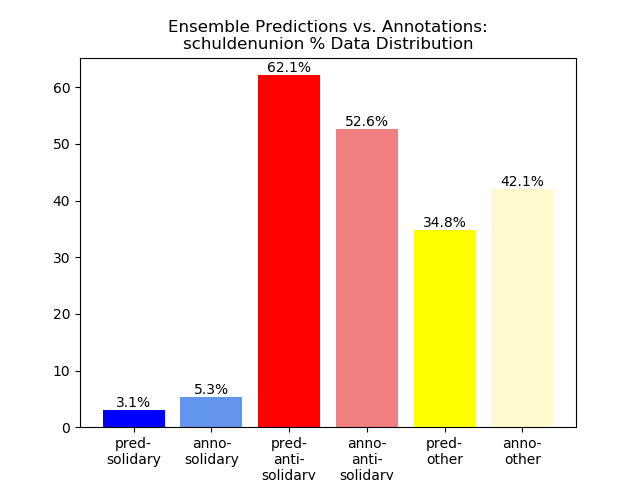 Ensemble Predictions vs. Annotations:
schuldenunion % Data Distribution
62.1%
52.6%
42.1%
34.8%
5.3%
3.1%
60
50
40
30
20
10
0
pred-
solidary
anno-
solidary
pred-
anti-
solidary
anno-
anti-
solidary
pred-
other
anno-
other